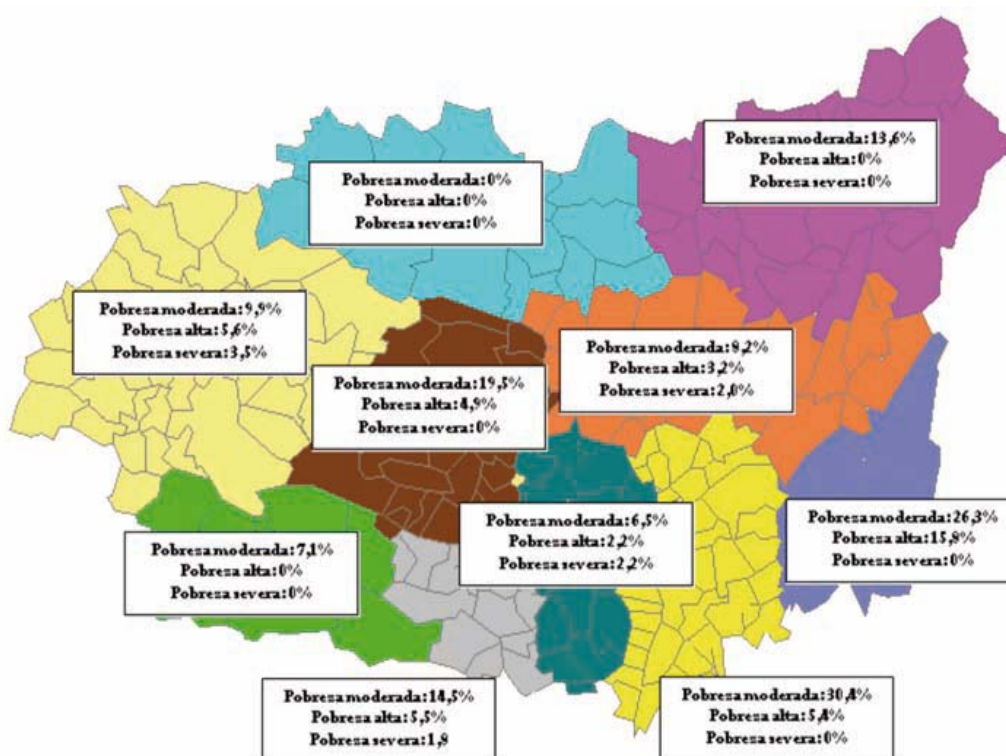 Pobresa moderada:13,6%
Pobresa alta:0%
Pobresa severa:0%
Pobresa moderada:0%
Pobresa alta:0%
Pobresa severa:0%
Pobresa moderada:9,9%
Pobresa alta:5,6%
Pobresa severa:3,5%
Pobresa moderada:9,2%
Pobresa alta:3,2%
Pobresa severa:2,0%
Pobresa moderada:19,5%
Pobresa alta:4,9%
Pobresa severa:0%
Pobresa moderada:6,5%
Pobresa alta:2,2%
Pobresa severa:2,2%
Pobresa moderada:26,3%
Pobresa alta:15,8%
Pobresa severa:0%
Pobresa moderada:7,1%
Pobresa alta:0%
Pobresa severa:0%
Pobresa moderada:14,5%
Pobresa alta:5,5%
Pobresa severa:1,8
Pobresa moderada:30,4%
Pobresa alta:5,4%
Pobresa severa:0%